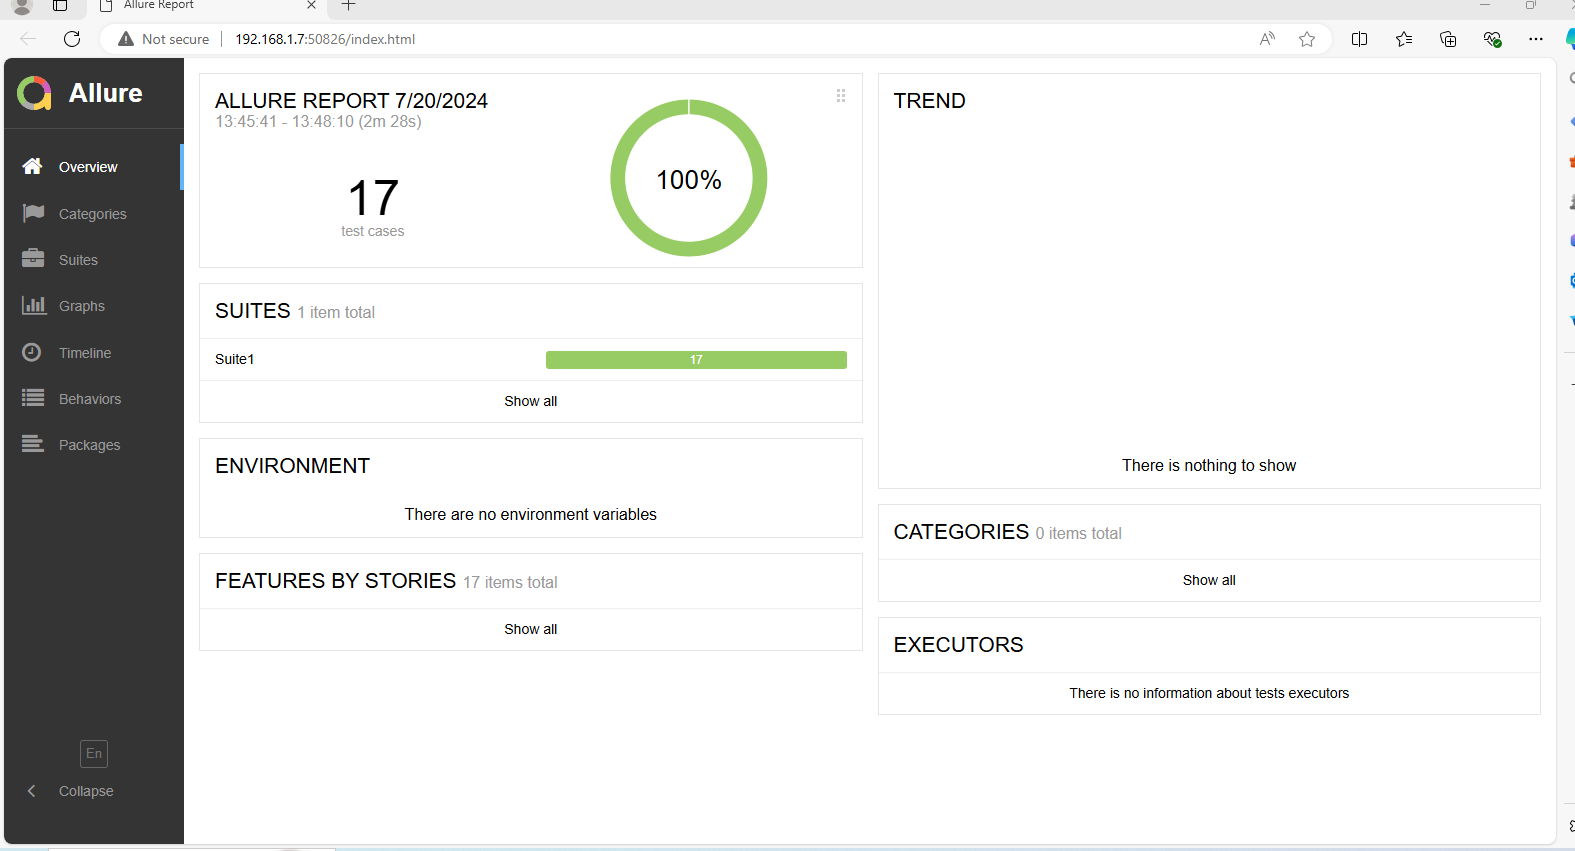 Allure Report
Not secure
192.168.1.7:50826/index.html
Allure
Overview
Categories
Suites
Graphs
Timeline
Behaviors
Packages
En
Collapse
ALLURE REPORT 7/20/2024
13:45:41 - 13:48:10 (2m 28s)
17
test cases
100%
SUITES 1 item total
Suite1
17
Show all
ENVIRONMENT
There are no environment variables
FEATURES BY STORIES 17 items total
Show all
TREND
There is nothing to show
CATEGORIES 0 items total
Show all
EXECUTORS
There is no information about tests executors